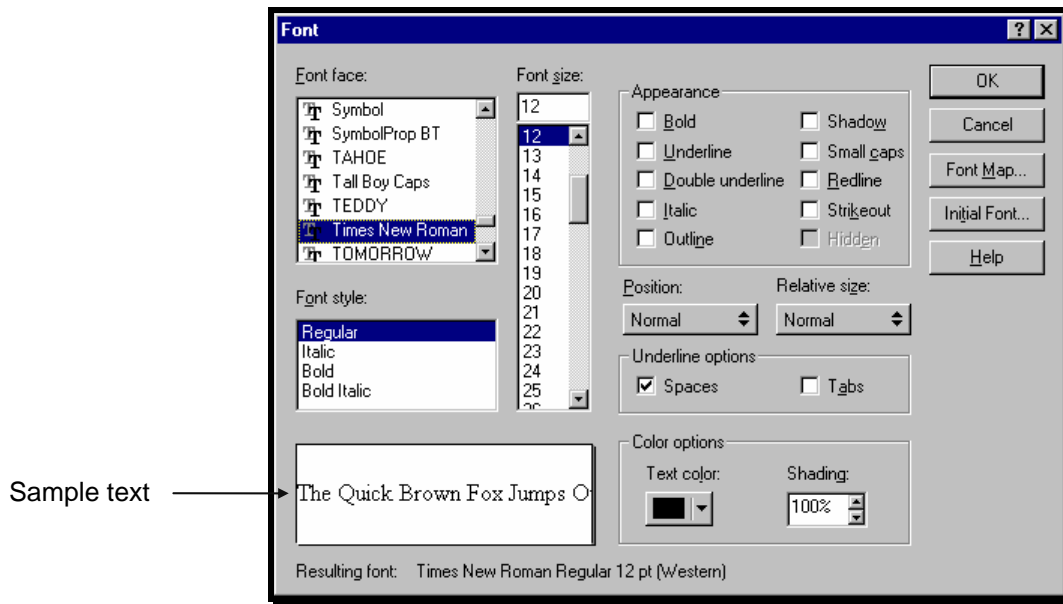 Font
Font face:
Symbol
SymbolProp BT
TAHOE
Tall Boy Caps
TEDDY
Times New Roman
TOMORROW
Font size:
12
12
13
14
15
16
17
18
19
20
21
22
23
24
25
26
Font style:
Regular
Italic
Bold
Bold Italic
Appearance
Bold
Underline
Double underline
Italic
Outline
Shadow
Small caps
Redline
Strikeout
Hidden
Position:
Normal
Relative size:
Normal
Underline options
Spaces
Tabs
Color options
Text color:
Shading:
100%
OK
Cancel
Font Map...
Initial Font...
Help
Sample text
The Quick Brown Fox Jumps O
Resulting font: Times New Roman Regular 12 pt (Western)